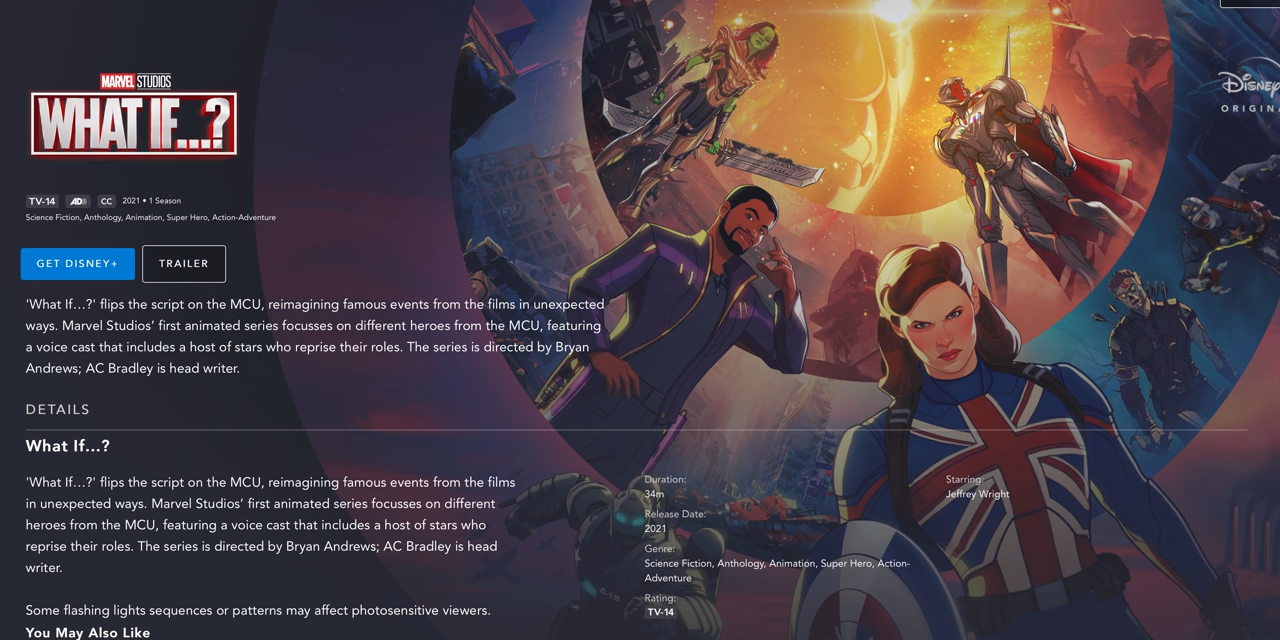 MARVEL STUDIOS
WHAT IF...?
DISNEY
ORIGIN
TV-14 AD CC 2021 • 1 Season
Science Fiction, Anthology, Animation, Super Hero, Action-Adventure
GET DISNEY+ TRAILER
'What If…?' flips the script on the MCU, reimagining famous events from the films in unexpected
ways. Marvel Studios’ first animated series focusses on different heroes from the MCU, featuring
a voice cast that includes a host of stars who reprise their roles. The series is directed by Bryan
Andrews; AC Bradley is head writer.
DETAILS
What If...?
'What If…?' flips the script on the MCU, reimagining famous events from the films
in unexpected ways. Marvel Studios’ first animated series focusses on different
heroes from the MCU, featuring a voice cast that includes a host of stars who
reprise their roles. The series is directed by Bryan Andrews; AC Bradley is head
writer.
Some flashing lights sequences or patterns may affect photosensitive viewers.
Duration:
34m
Release Date:
2021
Genre:
Science Fiction, Anthology, Animation, Super Hero, Action-
Adventure
Rating:
TV-14
Starring:
Jeffrey Wright
You May Also Like